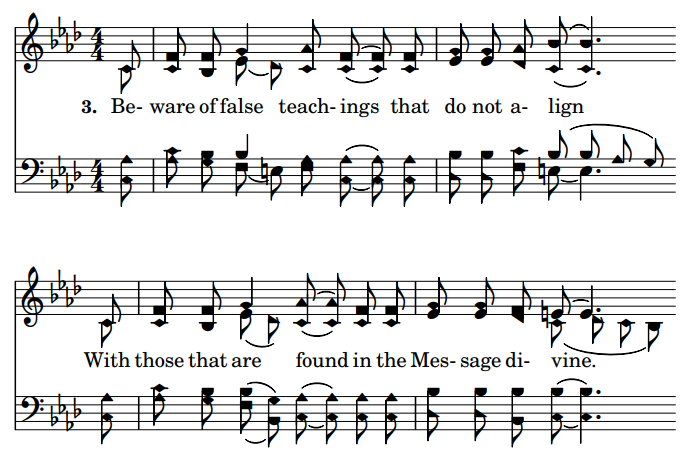 3. Be- ware of false teach- ings that do not a- lign
With those that are found in the Mes- sage di- vine.